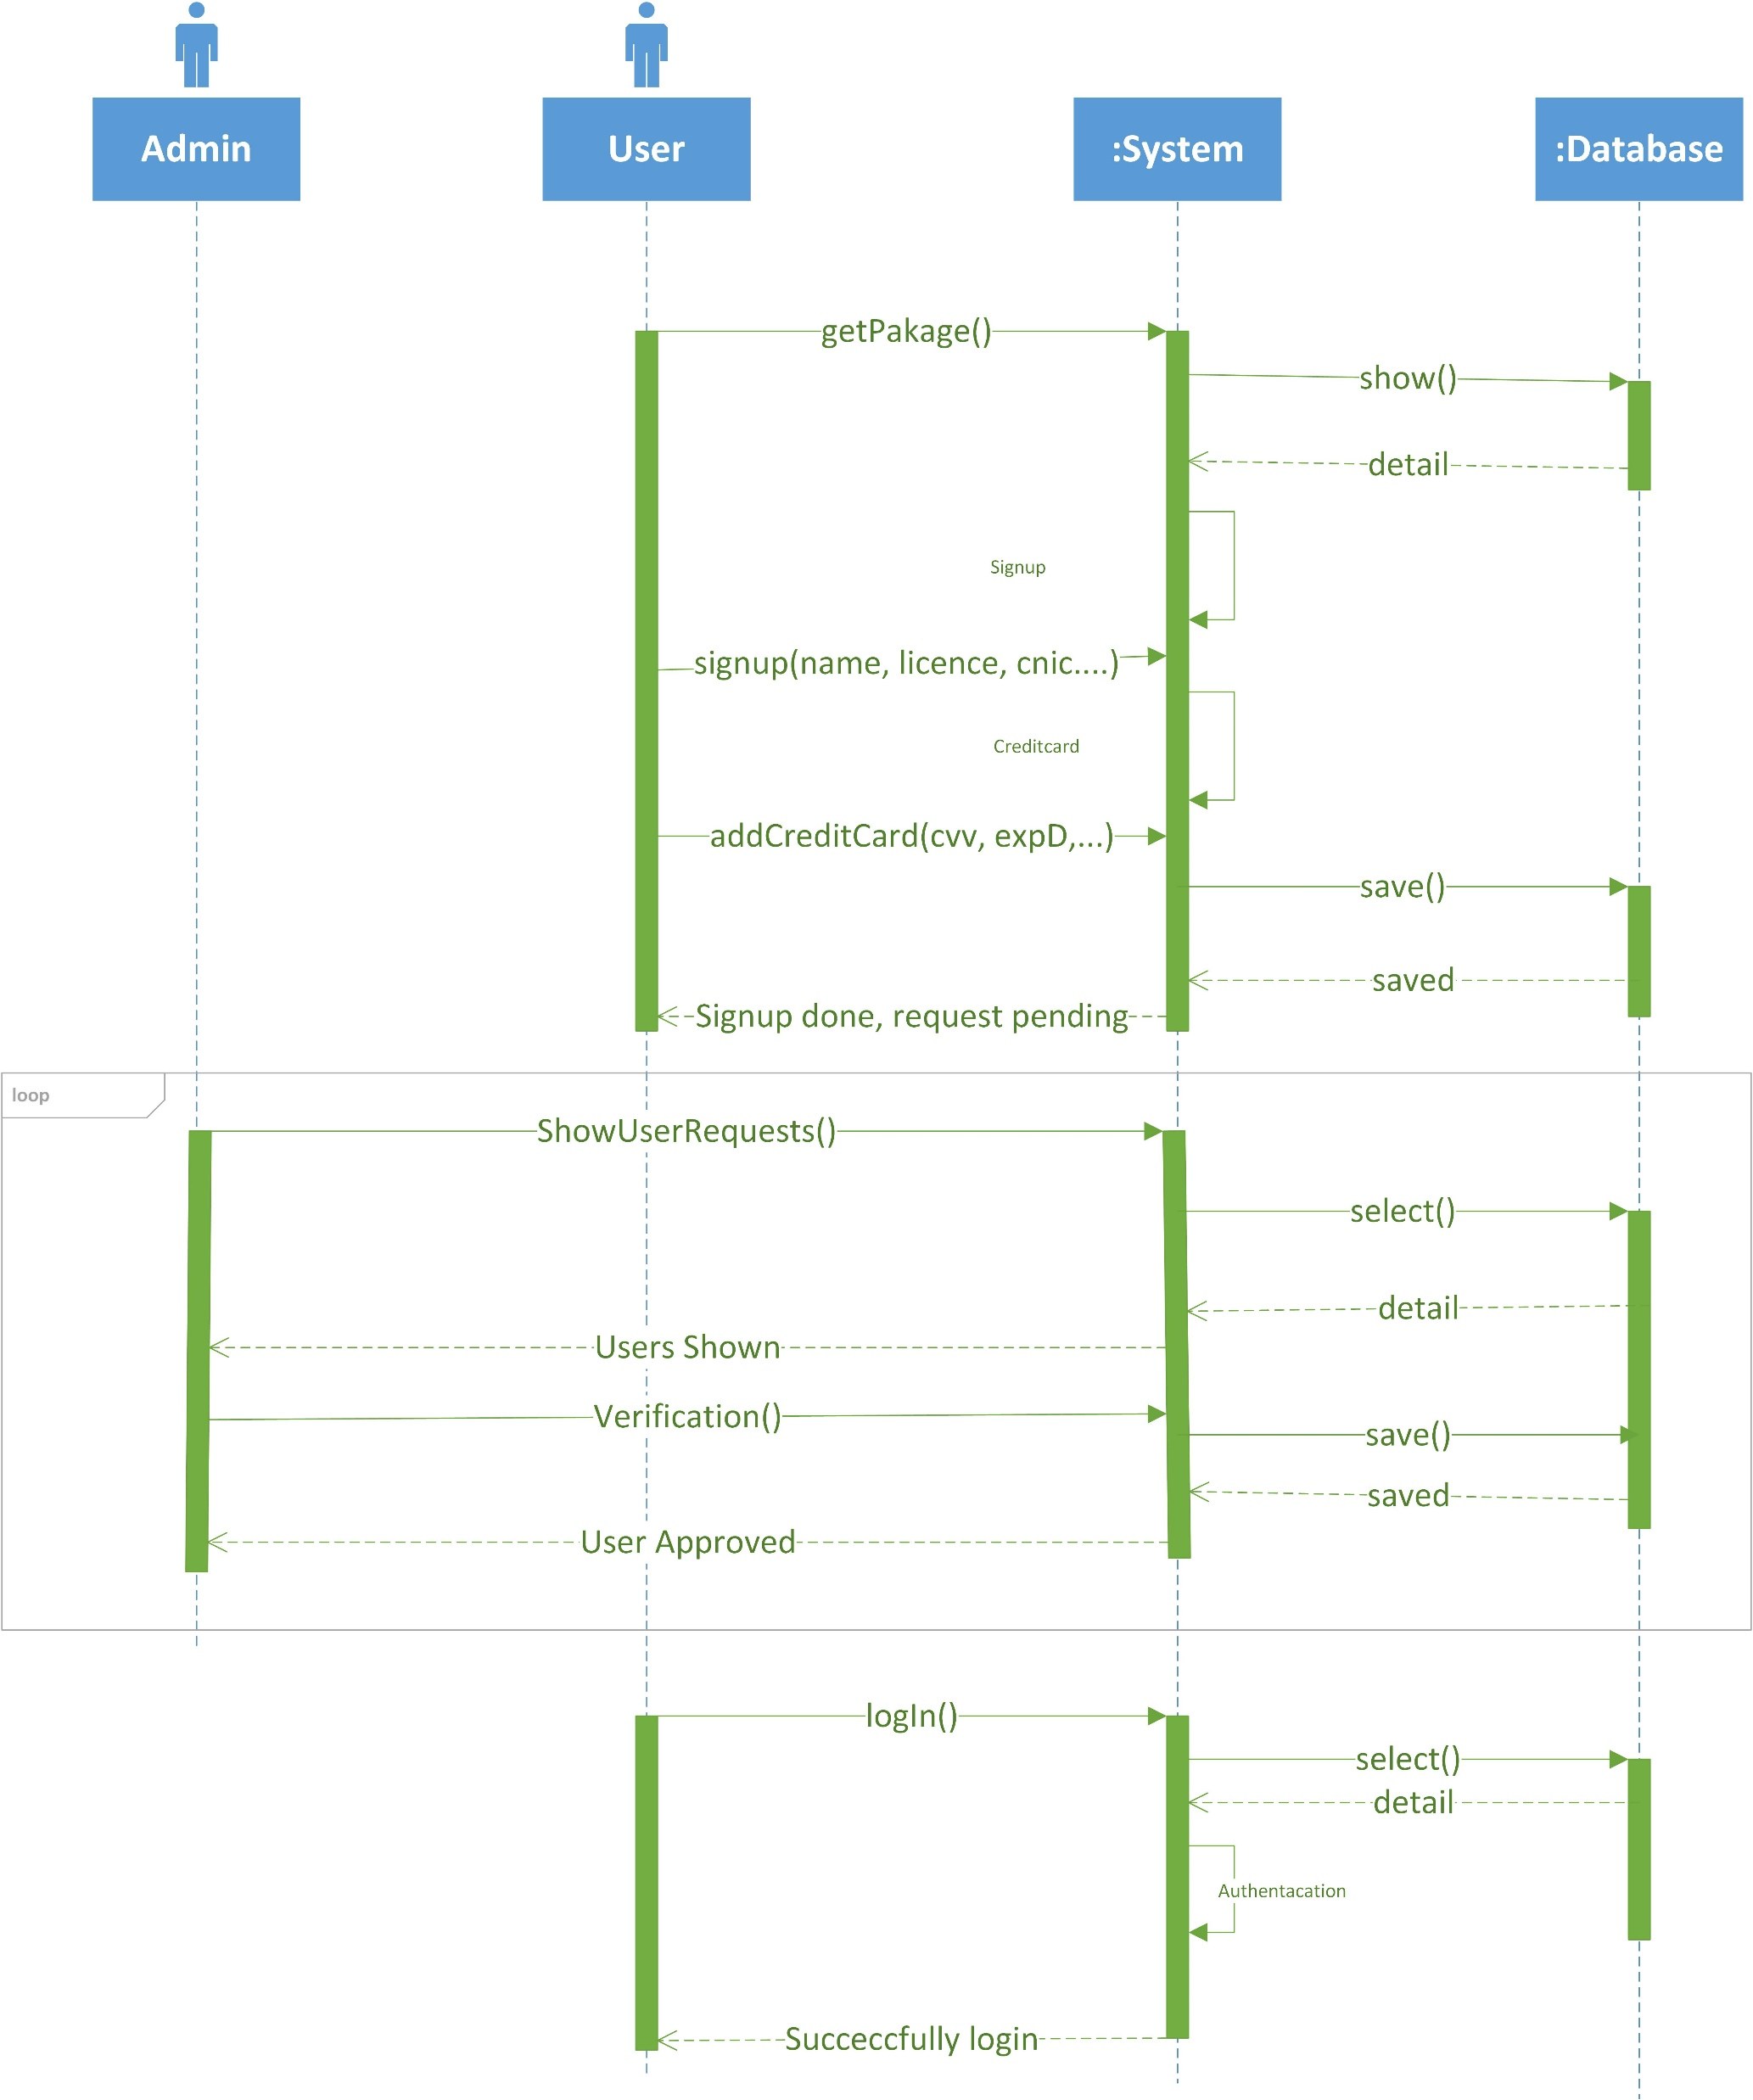 Admin
User
:System
:Database
getPakage()
show()
detail
Signup
signup(name, licence, cnic....)
Creditcard
addCreditCard(cvv, expD,...)
save()
saved
Signup done, request pending
loop
ShowUserRequests()
select()
detail
Users Shown
Verification()
save()
saved
User Approved
logIn()
select()
detail
Authentacation
Succeccfully login